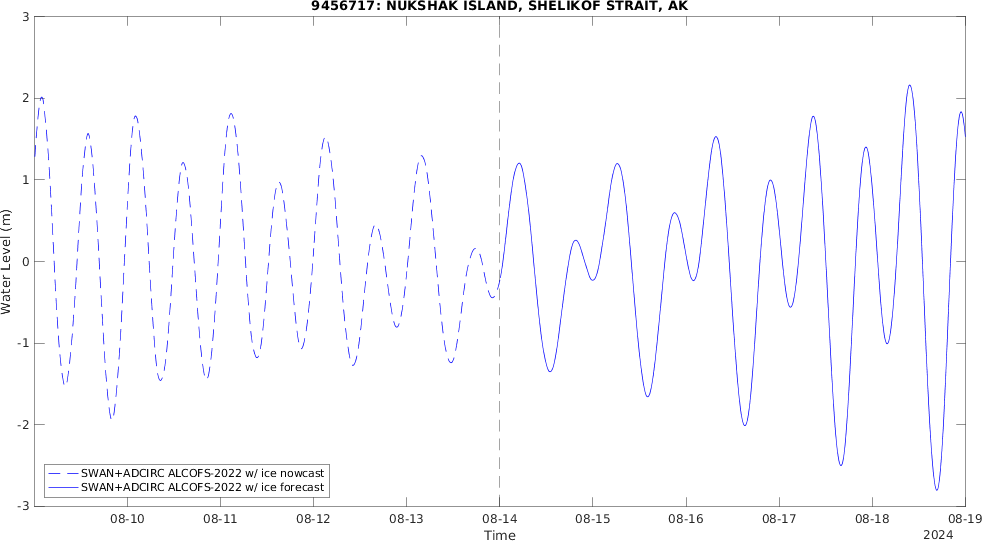 9456717: NUKSHAK ISLAND, SHELIKOF STRAIT, AK
3
2
1
0
-1
-2
-3
Water Level (m)
SWAN+ADCIRC ALCOFS-2022 w/ ice nowcast
SWAN+ADCIRC ALCOFS-2022 w/ ice forecast
08-10 08-11 08-12 08-13 08-14 08-15 08-16 08-17 08-18 08-19
Time
2024